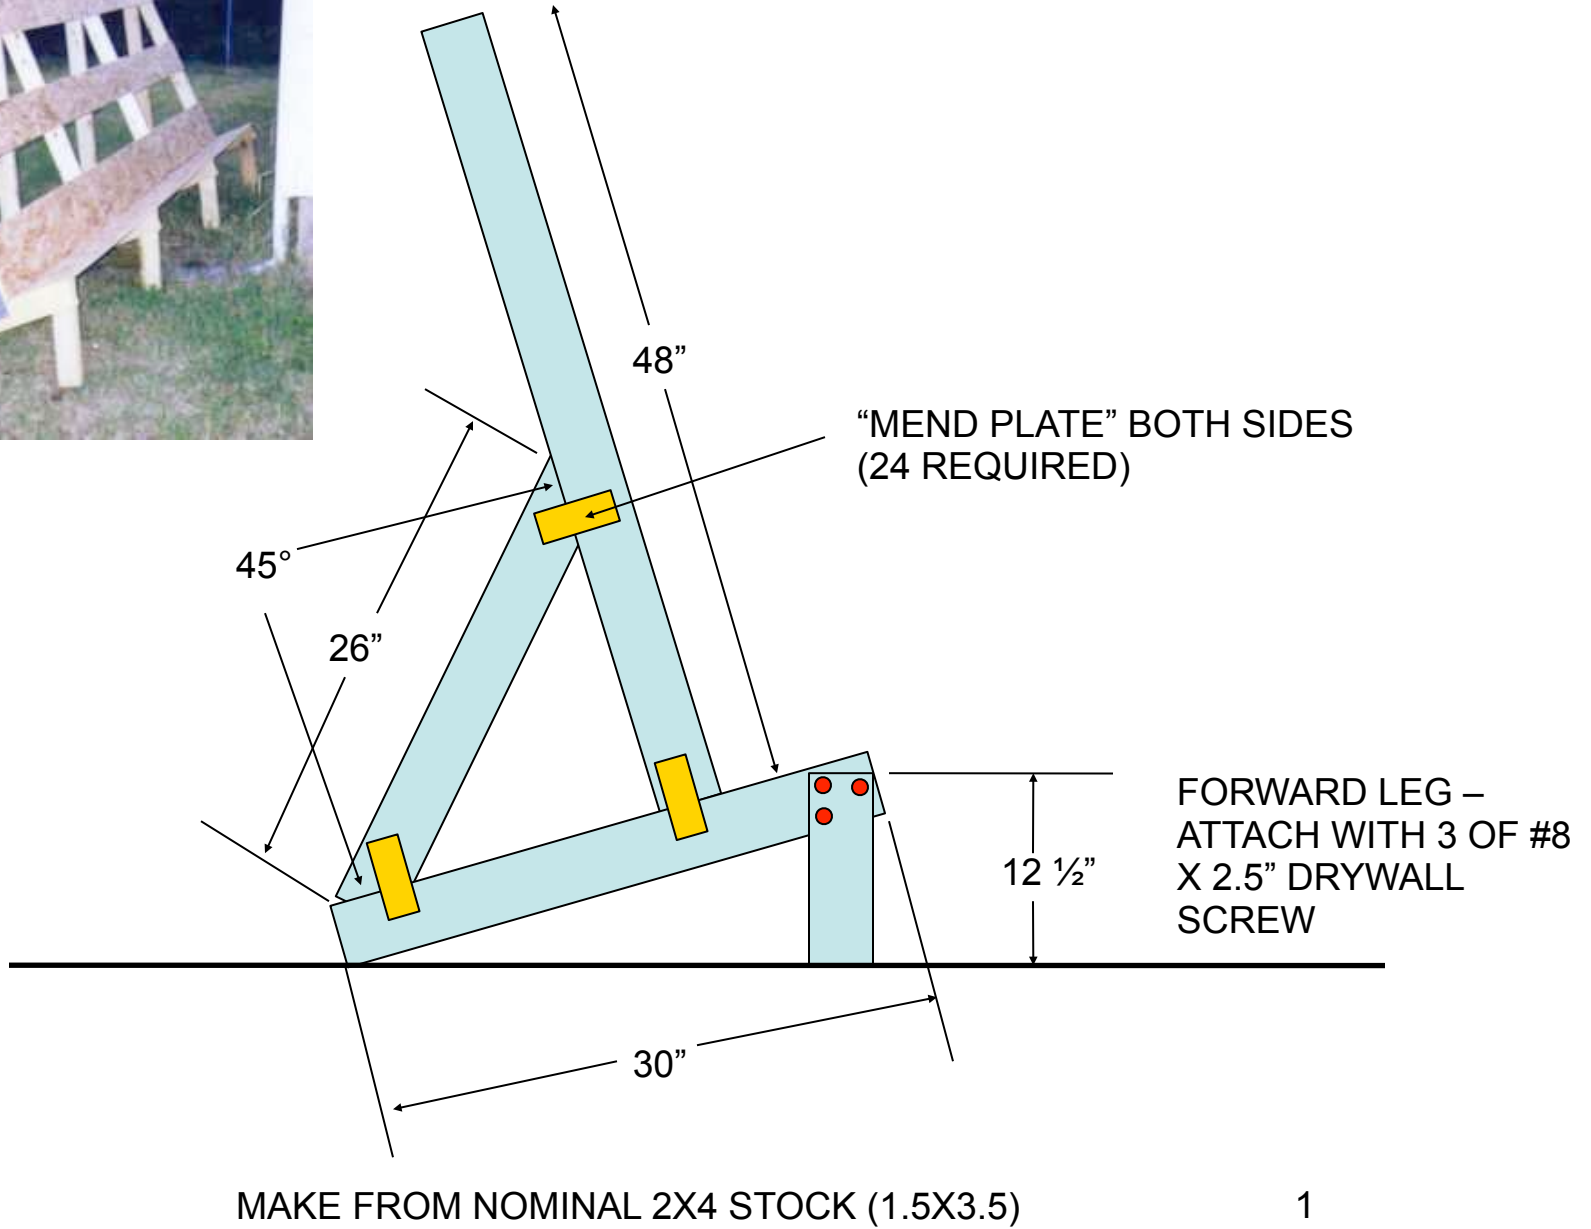 48”
“MEND PLATE” BOTH SIDES
(24 REQUIRED)
45°
26”
FORWARD LEG –
ATTACH WITH 3 OF #8
X 2.5” DRYWALL
SCREW
12 ½”
30”
MAKE FROM NOMINAL 2X4 STOCK (1.5X3.5)
1